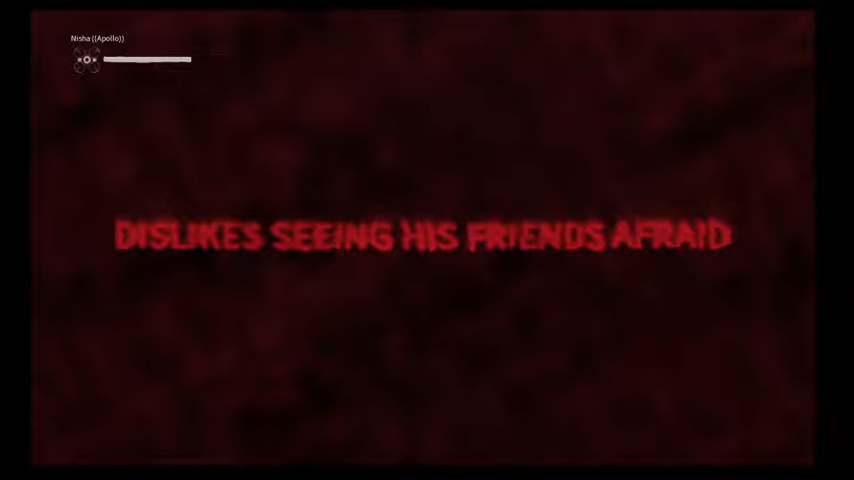 Nisha ((Apollo))
DISLIKES SEEING HIS FRIENDS AFRAID